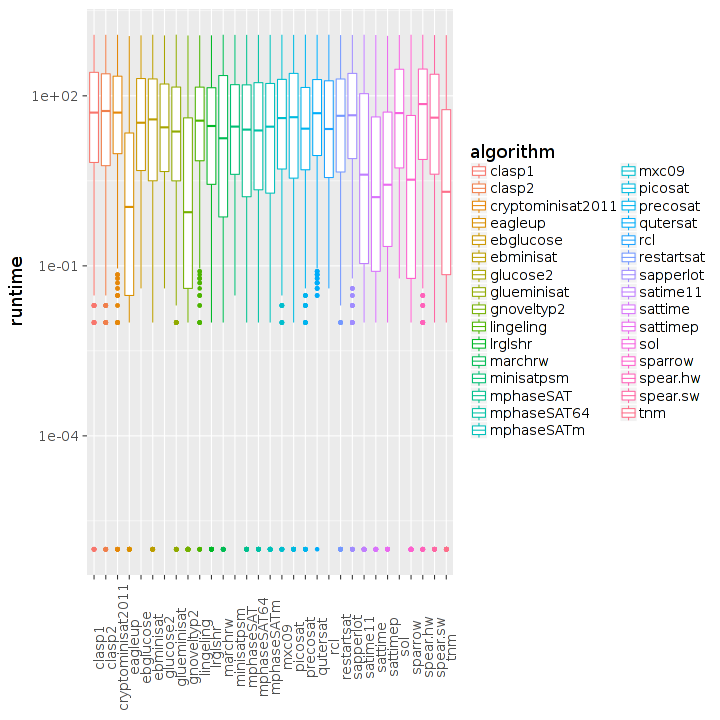 1e+02
1e-01
1e-04
runtime
clasp1
clasp2
cryptominisat2011
eagleup
ebglucose
ebminisat
glucose2
glueminisat
gnoveltyp2
lingeling
lrglshr
marchrw
minisatpsm
mphaseSAT
mphaseSAT64
mphaseSATm
mxc09
picosat
precosat
qutersat
rcl
restartsat
sapperlot
satime11
sattime
sattimep
sol
sparrow
spear.hw
spear.sw
tnm
algorithm
clasp1
clasp2
cryptominisat2011
eagleup
ebglucose
ebminisat
glucose2
glueminisat
gnoveltyp2
lingeling
lrglshr
marchrw
minisatpsm
mphaseSAT
mphaseSAT64
mphaseSATm
mxc09
picosat
precosat
qutersat
rcl
restartsat
sapperlot
satime11
sattime
sattimep
sol
sparrow
spear.hw
spear.sw
tnm